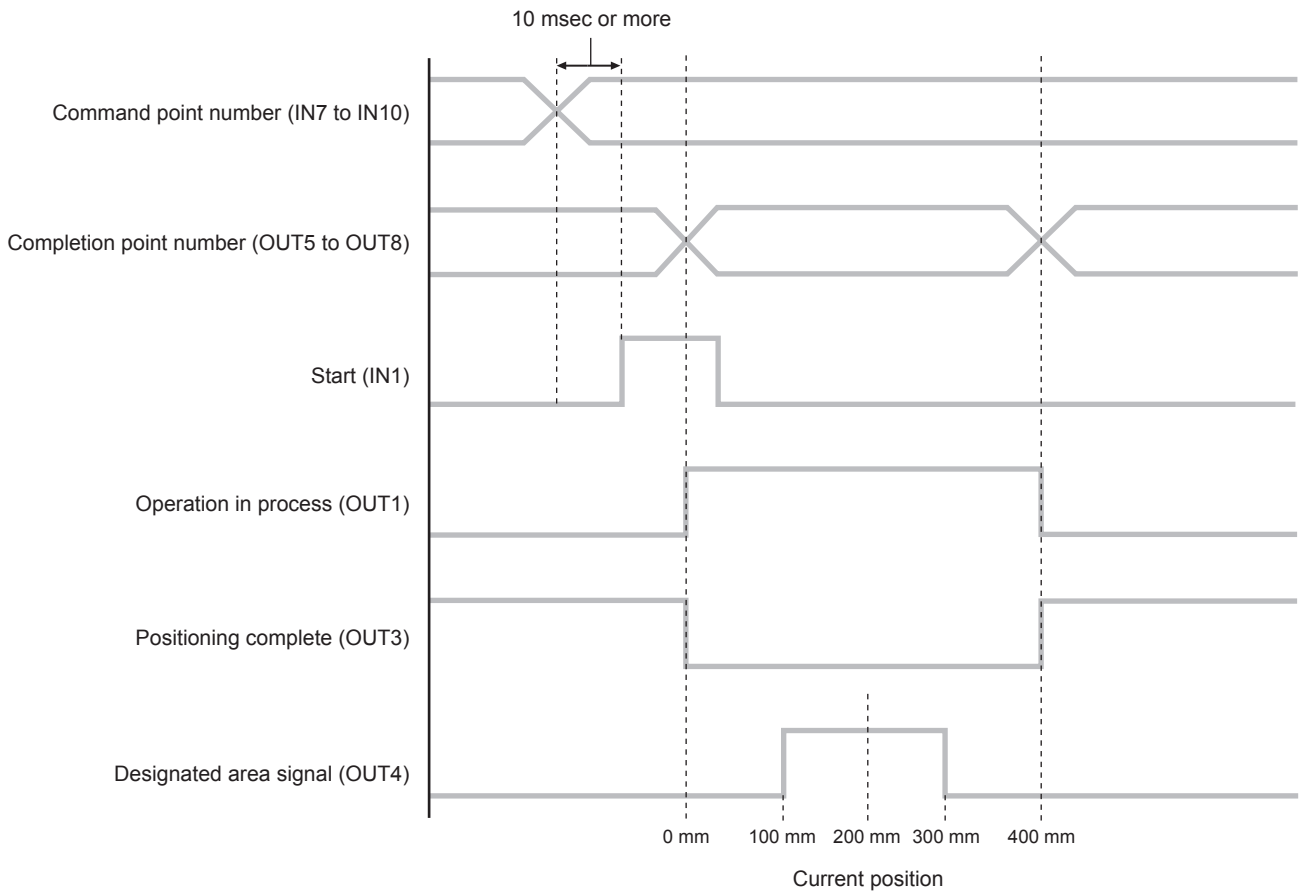 10 msec or more
Command point number (IN7 to IN10)
Completion point number (OUT5 to OUT8)
Start (IN1)
Operation in process (OUT1)
Positioning complete (OUT3)
Designated area signal (OUT4)
0 mm 100 mm 200 mm 300 mm 400 mm
Current position